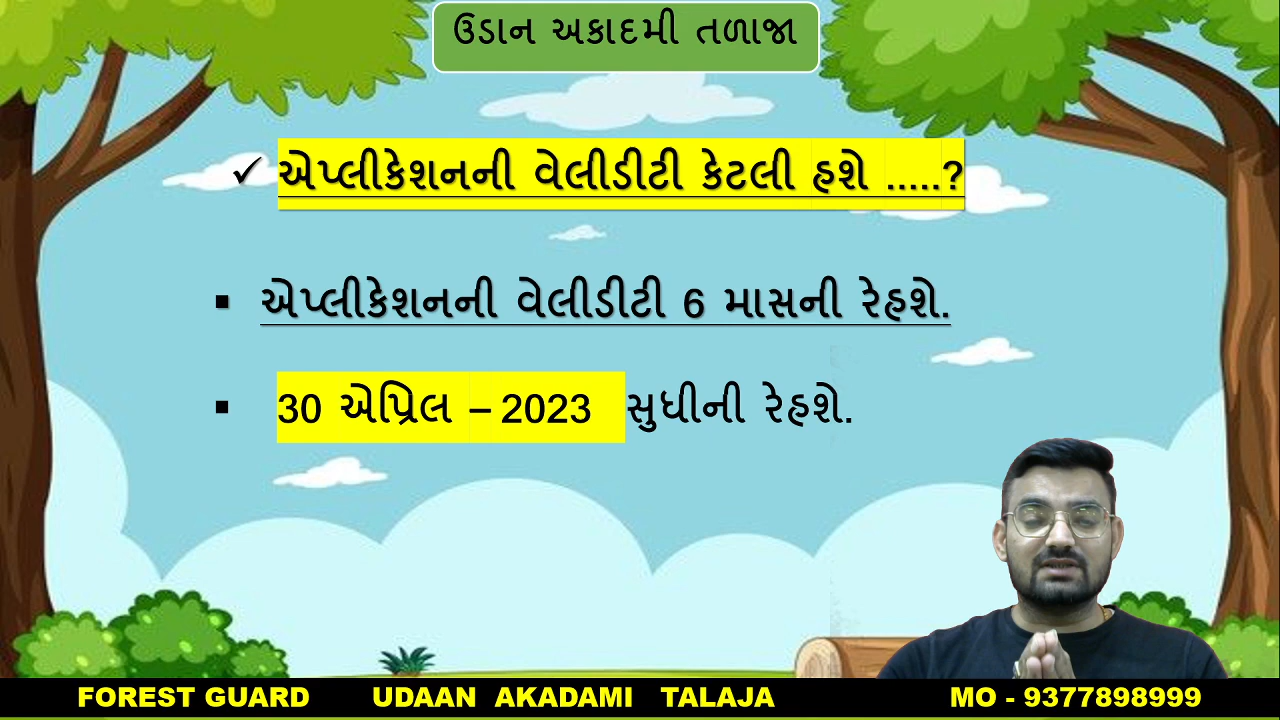 ઉડાન અકાદમી તળાજા
✓ એપ્લીકેશનની વેલીડીટી કેટલી હશે .....?
▪ એપ્લીકેશનની વેલીડીટી 6 માસની રેહશે.
▪ 30 એપ્રિલ – 2023 સુધીની રેહશે.
FOREST GUARD UDAAN AKADAMI TALAJA MO - 9377898999